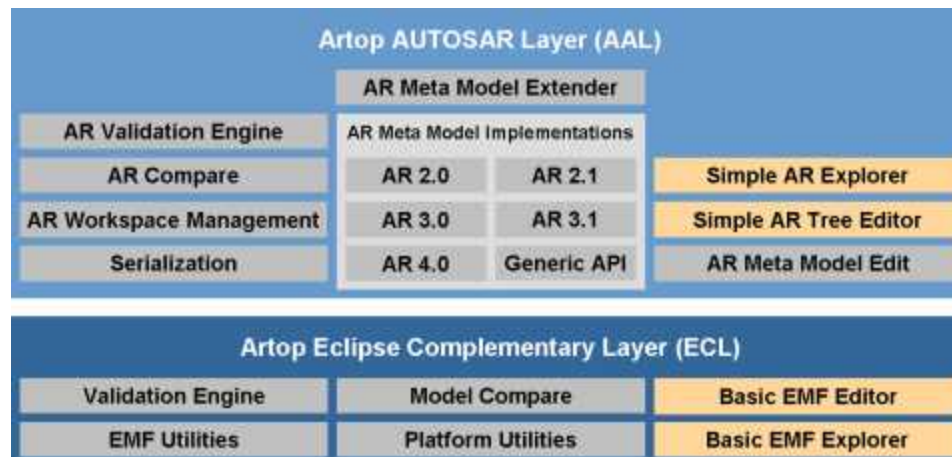 Artop AUTOSAR Layer (AAL)
AR Meta Model Extender
AR Validation Engine
AR Meta Model Implementations
AR Compare
AR 2.0
AR 2.1
Simple AR Explorer
AR Workspace Management
AR 3.0
AR 3.1
Simple AR Tree Editor
Serialization
AR 4.0
Generic API
AR Meta Model Edit
Artop Eclipse Complementary Layer (ECL)
Validation Engine
Model Compare
Basic EMF Editor
EMF Utilities
Platform Utilities
Basic EMF Explorer